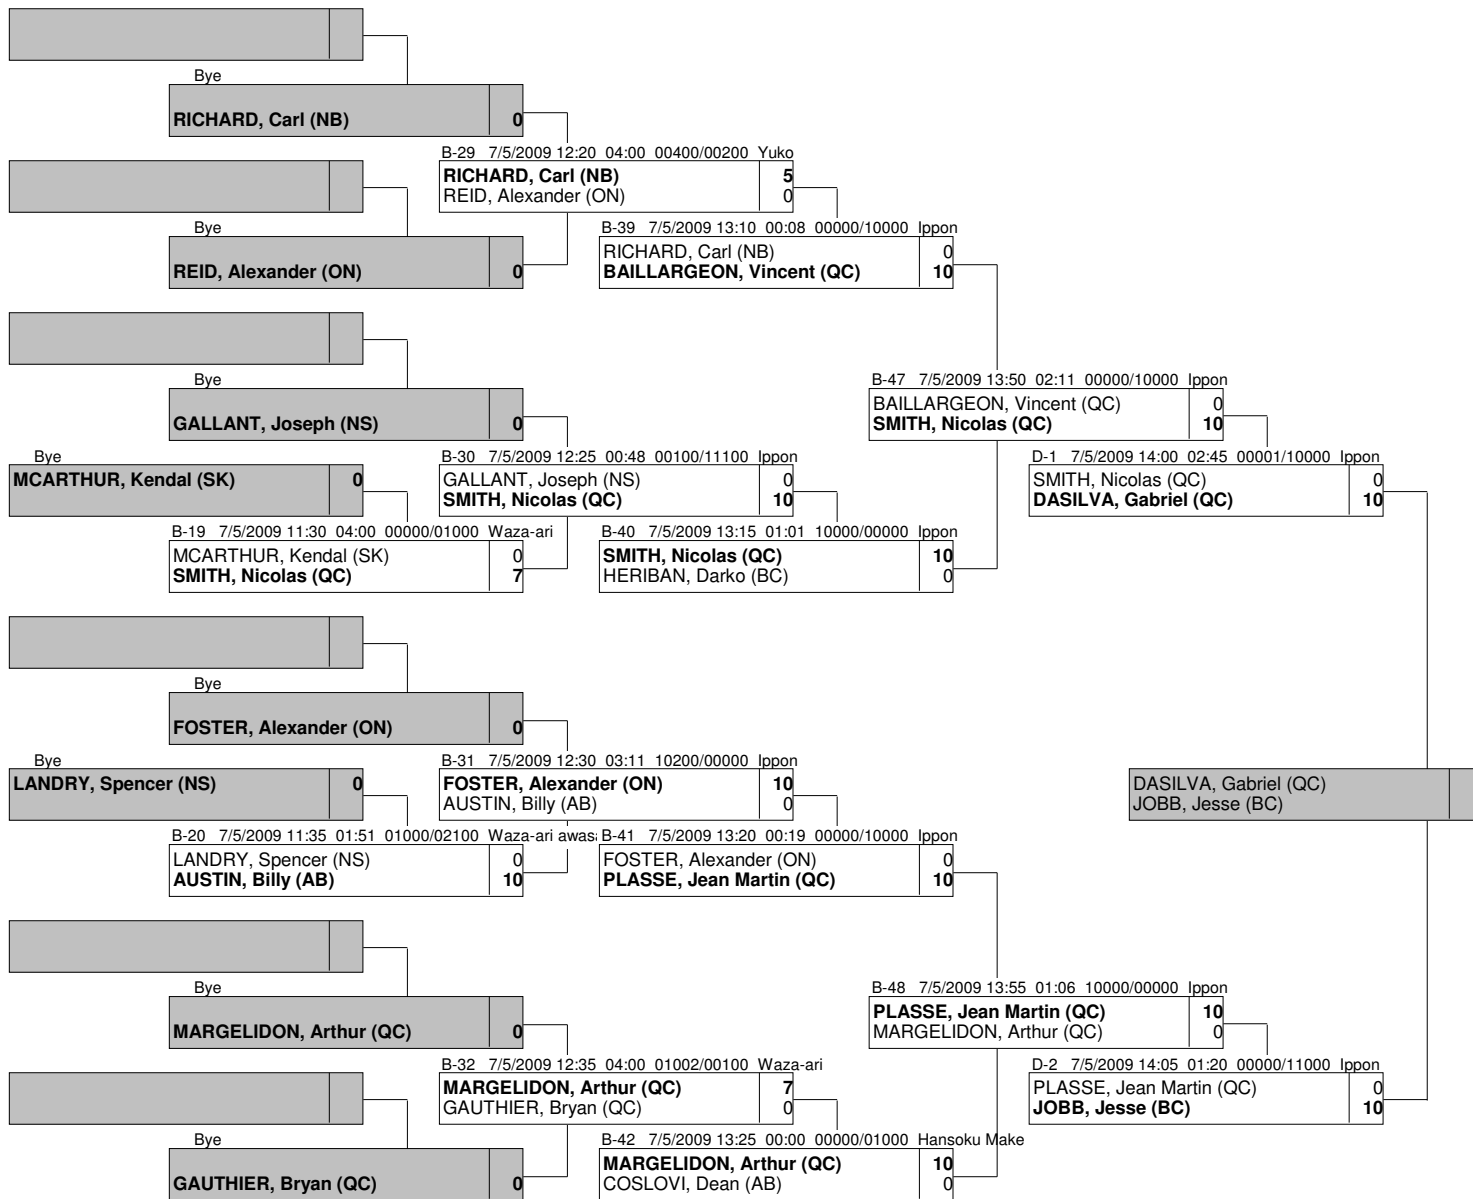 Bye
RICHARD, Carl (NB) 0
B-29 7/5/2009 12:20 04:00 00400/00200 Yuko
RICHARD, Carl (NB) 5
REID, Alexander (ON) 0
Bye
REID, Alexander (ON) 0
B-39 7/5/2009 13:10 00:08 00000/10000 Ippon
RICHARD, Carl (NB) 0
BAILLARGEON, Vincent (QC) 10
Bye
GALLANT, Joseph (NS) 0
B-47 7/5/2009 13:50 02:11 00000/10000 Ippon
BAILLARGEON, Vincent (QC) 0
SMITH, Nicolas (QC) 10
Bye
MCARTHUR, Kendal (SK) 0
B-30 7/5/2009 12:25 00:48 00100/11100 Ippon
GALLANT, Joseph (NS) 0
SMITH, Nicolas (QC) 10
D-1 7/5/2009 14:00 02:45 00001/10000 Ippon
SMITH, Nicolas (QC) 0
DASILVA, Gabriel (QC) 10
B-19 7/5/2009 11:30 04:00 00000/01000 Waza-ari
MCARTHUR, Kendal (SK) 0
SMITH, Nicolas (QC) 7
B-40 7/5/2009 13:15 01:01 10000/00000 Ippon
SMITH, Nicolas (QC) 10
HERIBAN, Darko (BC) 0
Bye
FOSTER, Alexander (ON) 0
Bye
LANDRY, Spencer (NS) 0
B-31 7/5/2009 12:30 03:11 10200/00000 Ippon
FOSTER, Alexander (ON) 10
AUSTIN, Billy (AB) 0
DASILVA, Gabriel (QC)
JOBB, Jesse (BC)
B-20 7/5/2009 11:35 01:51 01000/02100 Waza-ari awas
LANDRY, Spencer (NS) 0
AUSTIN, Billy (AB) 10
B-41 7/5/2009 13:20 00:19 00000/10000 Ippon
FOSTER, Alexander (ON) 0
PLASSE, Jean Martin (QC) 10
Bye
MARGELIDON, Arthur (QC) 0
B-48 7/5/2009 13:55 01:06 10000/00000 Ippon
PLASSE, Jean Martin (QC) 10
MARGELIDON, Arthur (QC) 0
B-32 7/5/2009 12:35 04:00 01002/00100 Waza-ari
MARGELIDON, Arthur (QC) 7
GAUTHIER, Bryan (QC) 0
D-2 7/5/2009 14:05 01:20 00000/11000 Ippon
PLASSE, Jean Martin (QC) 0
JOBB, Jesse (BC) 10
Bye
GAUTHIER, Bryan (QC) 0
B-42 7/5/2009 13:25 00:00 00000/01000 Hansoku Make
MARGELIDON, Arthur (QC) 10
COSLOVI, Dean (AB) 0